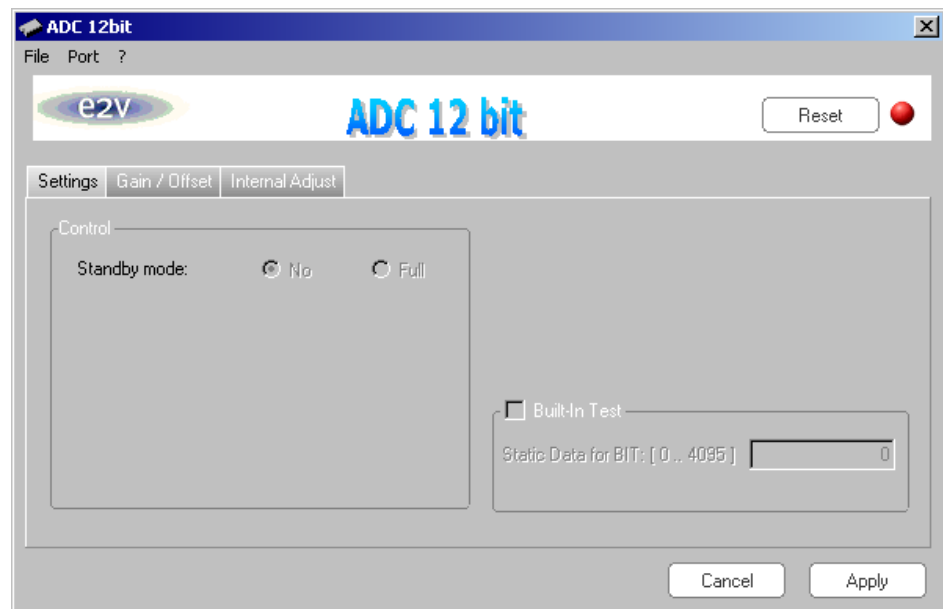 ADC 12bit
File Port ?
e2v
ADC 12 bit
Reset
Settings Gain / Offset Internal Adjust
Control
Standby mode: No Full
Built-In Test
Static Data for BIT: [ 0 .. 4095 ] 0
Cancel Apply